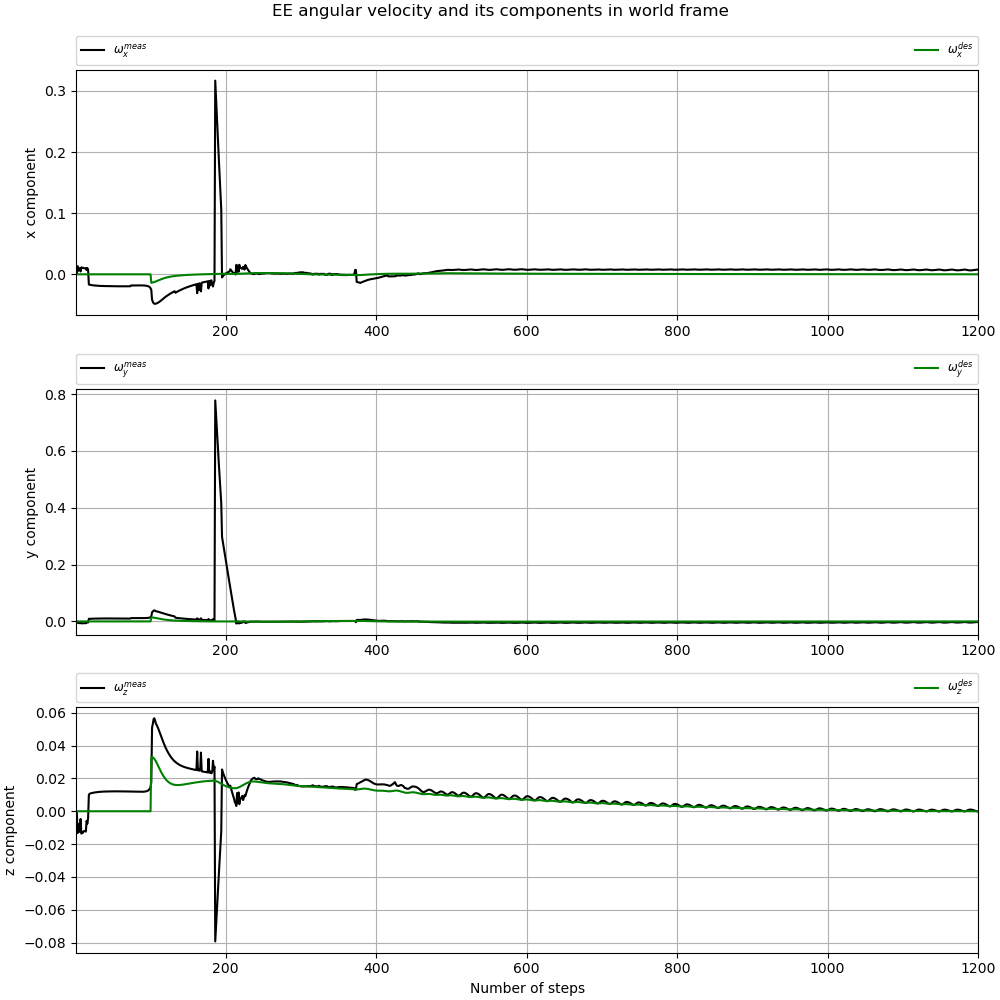 EE angular velocity and its components in world frame
ω_x^meas ω_x^des
0.3
0.2
0.1
0.0
x component
200 400 600 800 1000 1200
ω_y^meas ω_y^des
0.8
0.6
0.4
0.2
0.0
y component
200 400 600 800 1000 1200
ω_z^meas ω_z^des
0.06
0.04
0.02
0.00
−0.02
−0.04
−0.06
−0.08
z component
200 400 600 800 1000 1200
Number of steps